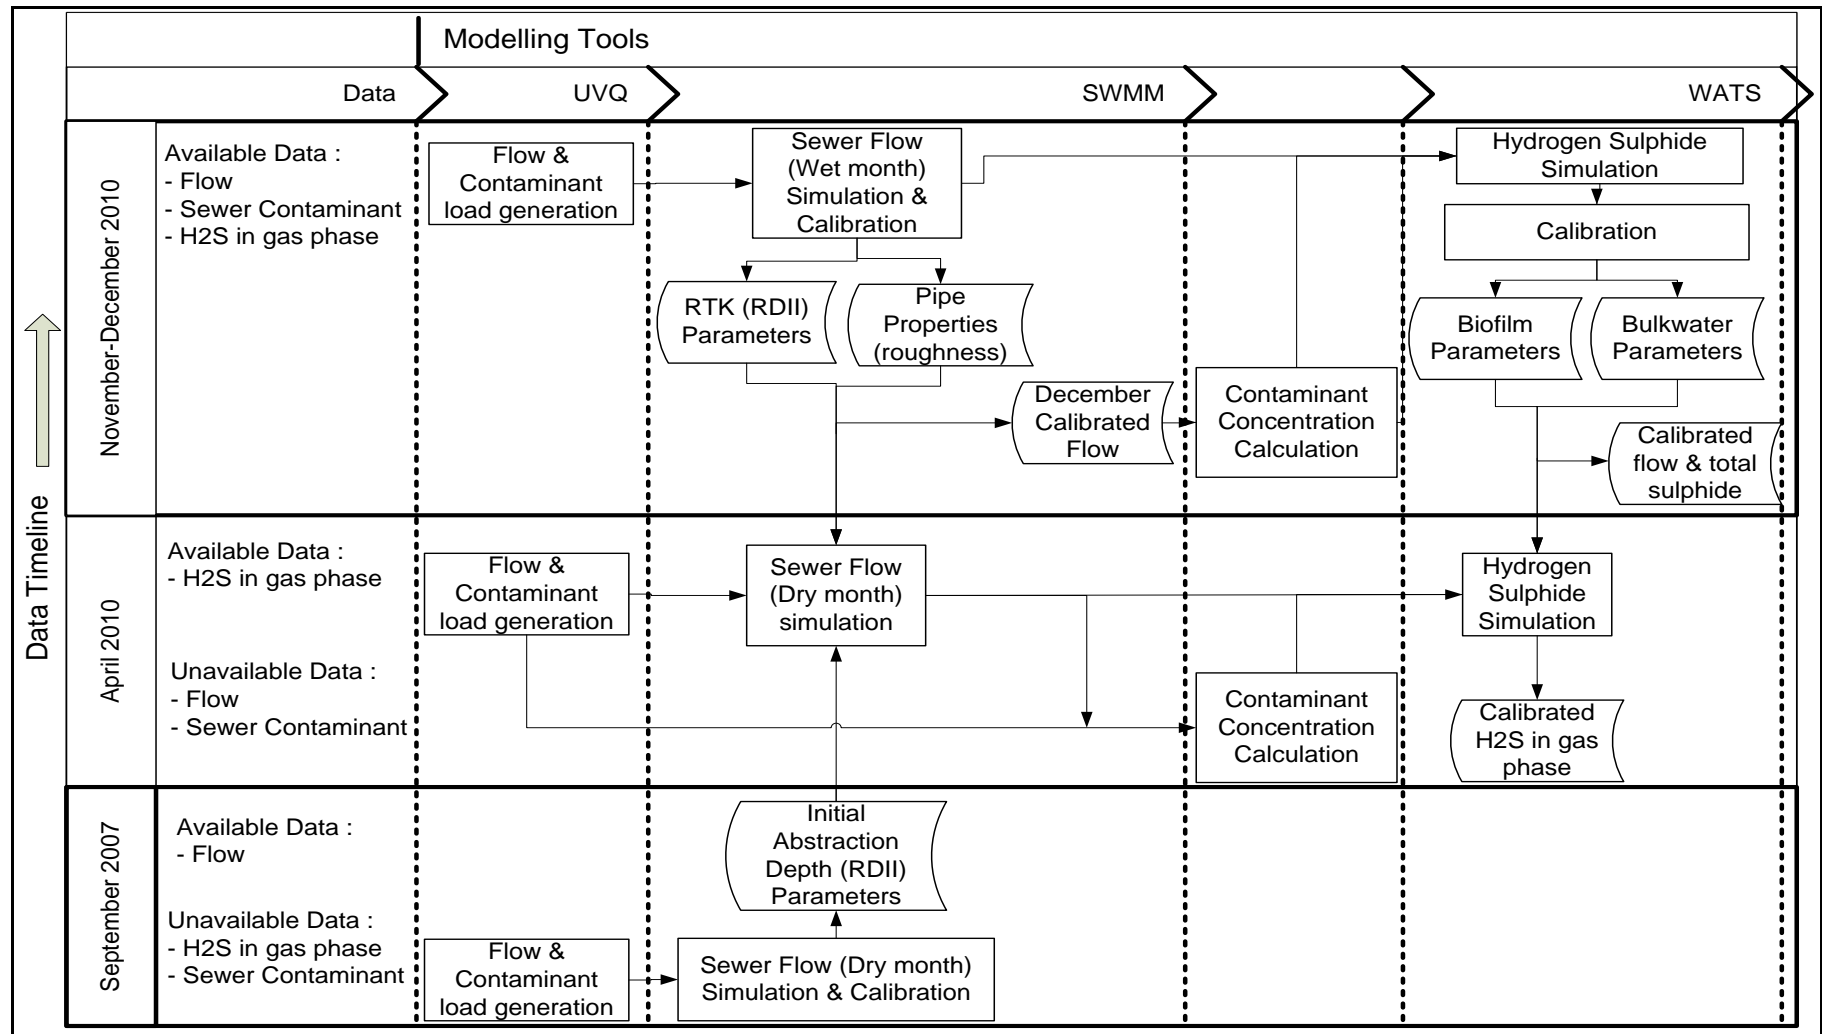 Modelling Tools
Data
UVQ
SWMM
WATS
Data Timeline
November-December 2010
Available Data :
- Flow
- Sewer Contaminant
- H2S in gas phase
Flow &
Contaminant
load generation
Sewer Flow
(Wet month)
Simulation &
Calibration
RTK (RDII)
Parameters
Pipe
Properties
(roughness)
December
Calibrated
Flow
Contaminant
Concentration
Calculation
Hydrogen Sulphide
Simulation
Calibration
Biofilm
Parameters
Bulkwater
Parameters
Calibrated
flow & total
sulphide
April 2010
Available Data :
- H2S in gas phase
Unavailable Data :
- Flow
- Sewer Contaminant
Flow &
Contaminant
load generation
Sewer Flow
(Dry month)
simulation
Contaminant
Concentration
Calculation
Hydrogen
Sulphide
Simulation
Calibrated
H2S in gas
phase
September 2007
Available Data :
- Flow
Unavailable Data :
- H2S in gas phase
- Sewer Contaminant
Flow &
Contaminant
load generation
Initial
Abstraction
Depth (RDII)
Parameters
Sewer Flow (Dry month)
Simulation & Calibration